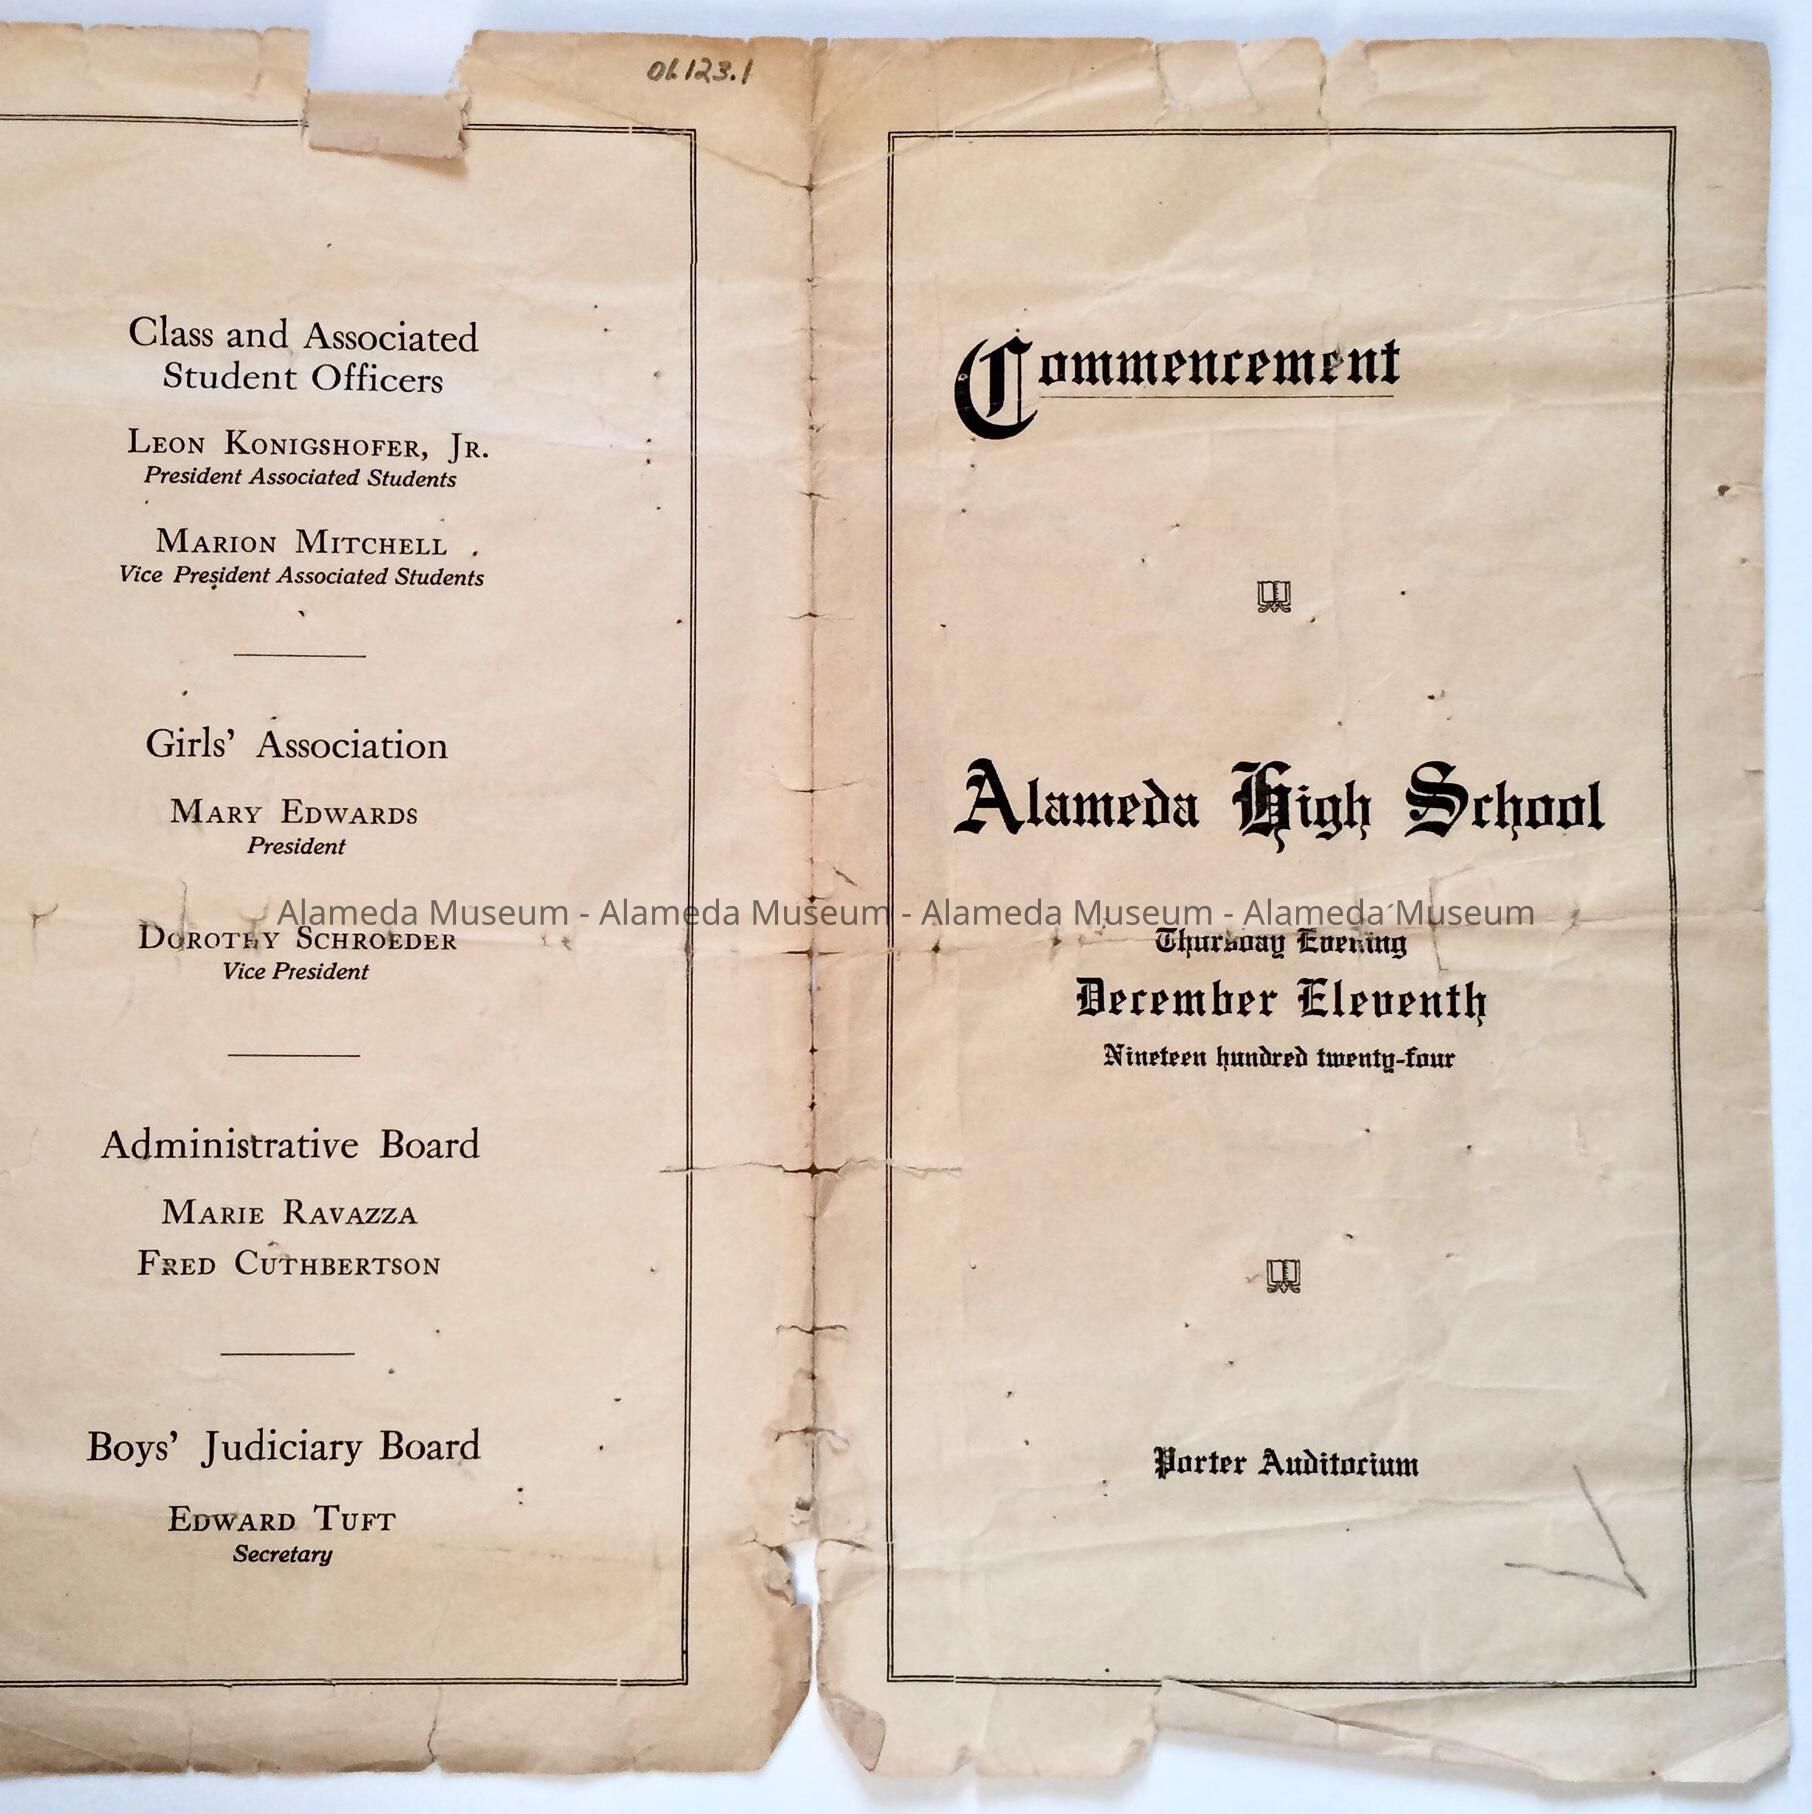 06.123.1
Class and Associated
Student Officers
Leon Konigshofer, Jr.
President Associated Students
Marion Mitchell
Vice President Associated Students
Girls' Association
Mary Edwards
President
Dorothy Schroeder
Vice President
Administrative Board
Marie Ravazza
Fred Cuthbertson
Boys' Judiciary Board
Edward Tuft
Secretary
Commencement
Alameda High School
Alameda Museum - Alameda Museum - Alameda Museum - Alameda Museum
Thursday Evening
December Eleventh
Nineteen hundred twenty-four
Porter Auditorium